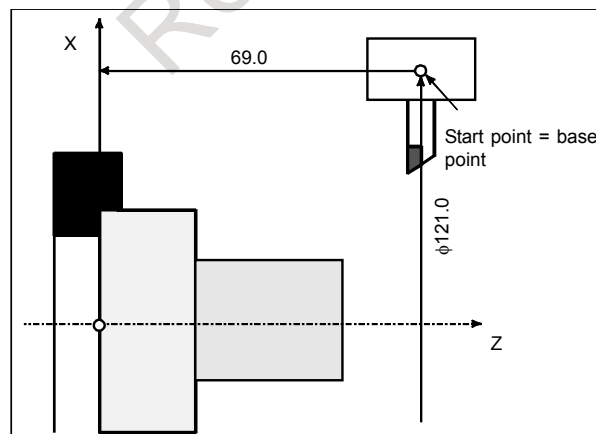 X
69.0
Start point = base
point
ϕ121.0
Z